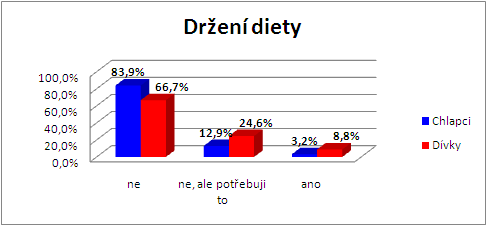 Držení diety
100,0%
80,0%
60,0%
40,0%
20,0%
0,0%
83,9%
66,7%
12,9%
24,6%
3,2%
8,8%
ne
ne, ale potřebuji
to
ano
Chlapci
Dívky